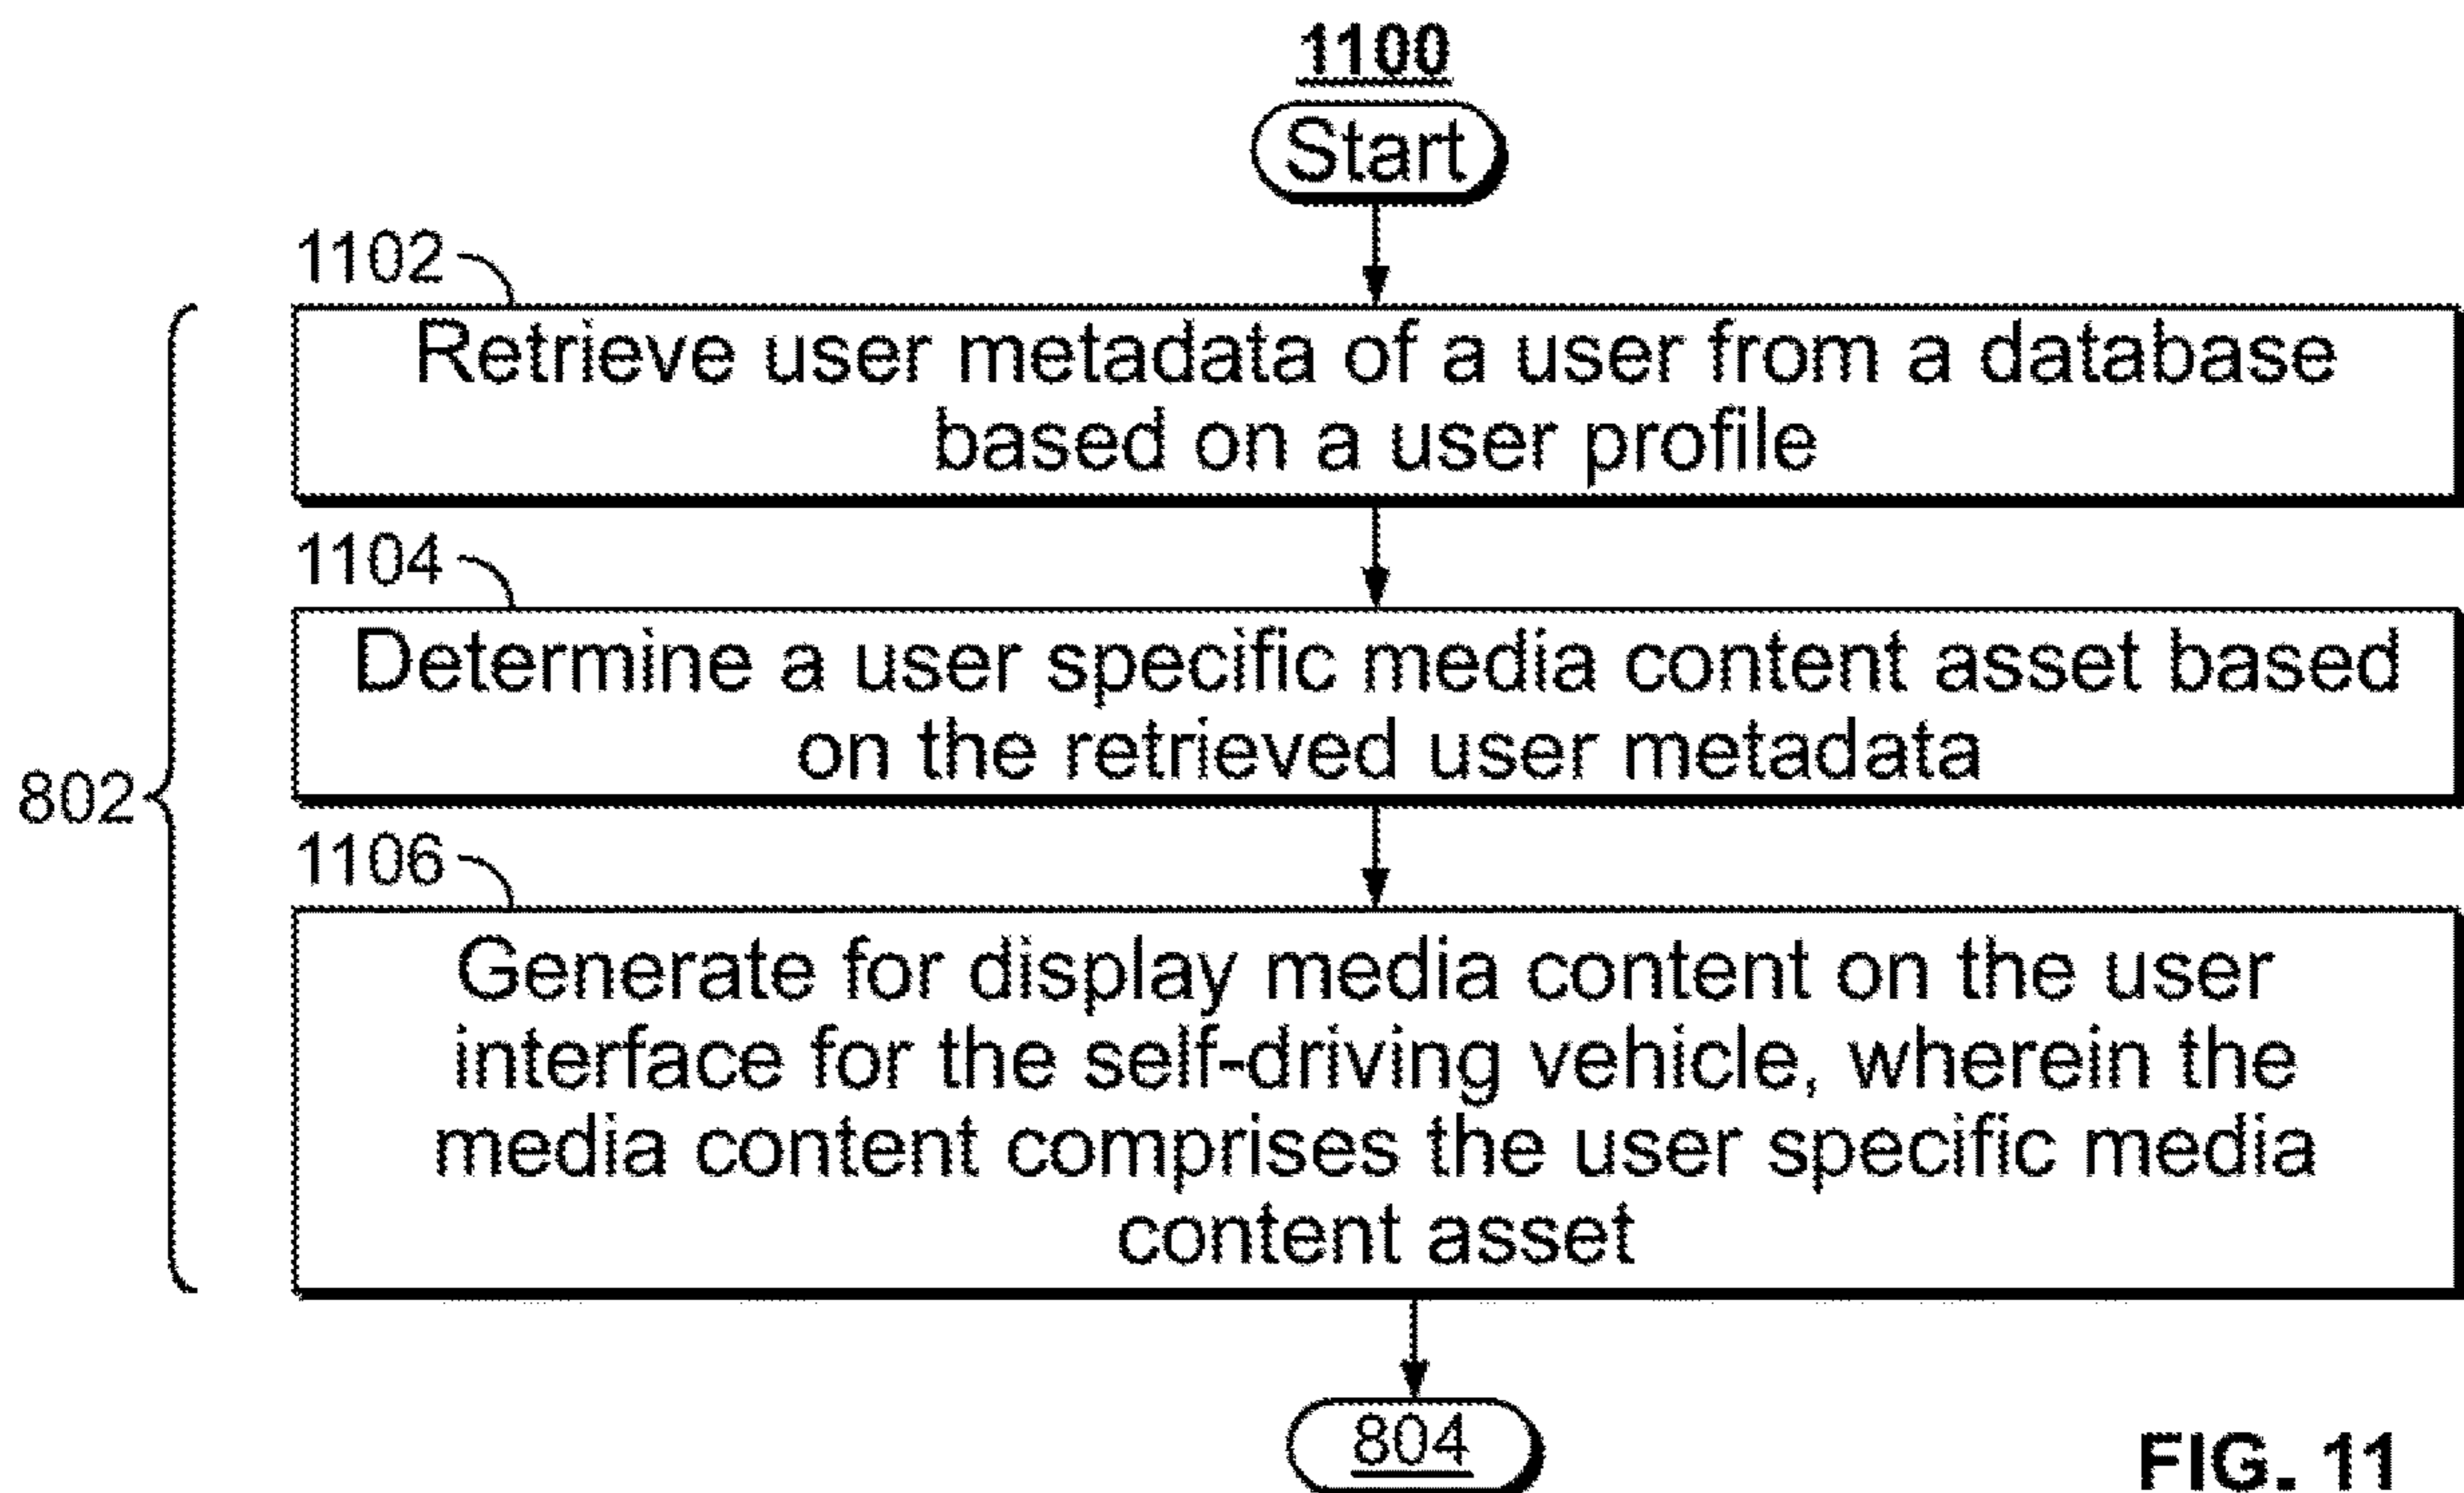 1100
Start
1102
Retrieve user metadata of a user from a database
based on a user profile
1104
Determine a user specific media content asset based
on the retrieved user metadata
802
1106
Generate for display media content on the user
interface for the self-driving vehicle, wherein the
media content comprises the user specific media
content asset
804
FIG. 11